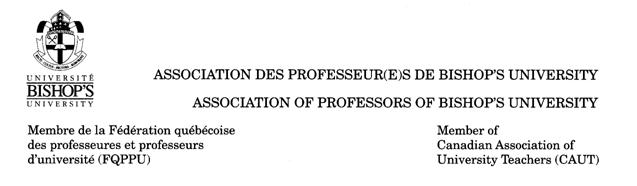 UNIVERSITÉ
BISHOP'S
UNIVERSITY
ASSOCIATION DES PROFESSEUR(E)S DE BISHOP'S UNIVERSITY
ASSOCIATION OF PROFESSORS OF BISHOP'S UNIVERSITY
Membre de la Fédération québécoise
des professeures et professeurs
d'université (FQPPU)
Member of
Canadian Association of
University Teachers (CAUT)